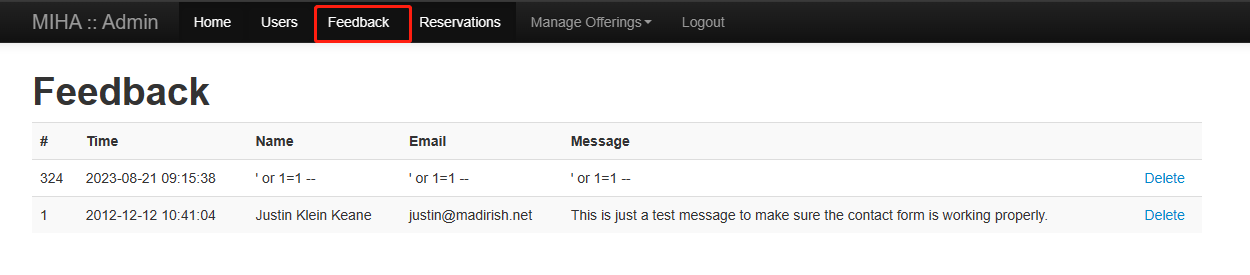 MIHA :: Admin Home Users Feedback Reservations Manage Offerings Logout
Feedback
# Time Name Email Message
324 2023-08-21 09:15:38 ' or 1=1 -- ' or 1=1 -- ' or 1=1 -- Delete
1 2012-12-12 10:41:04 Justin Klein Keane justin@madirish.net This is just a test message to make sure the contact form is working properly. Delete